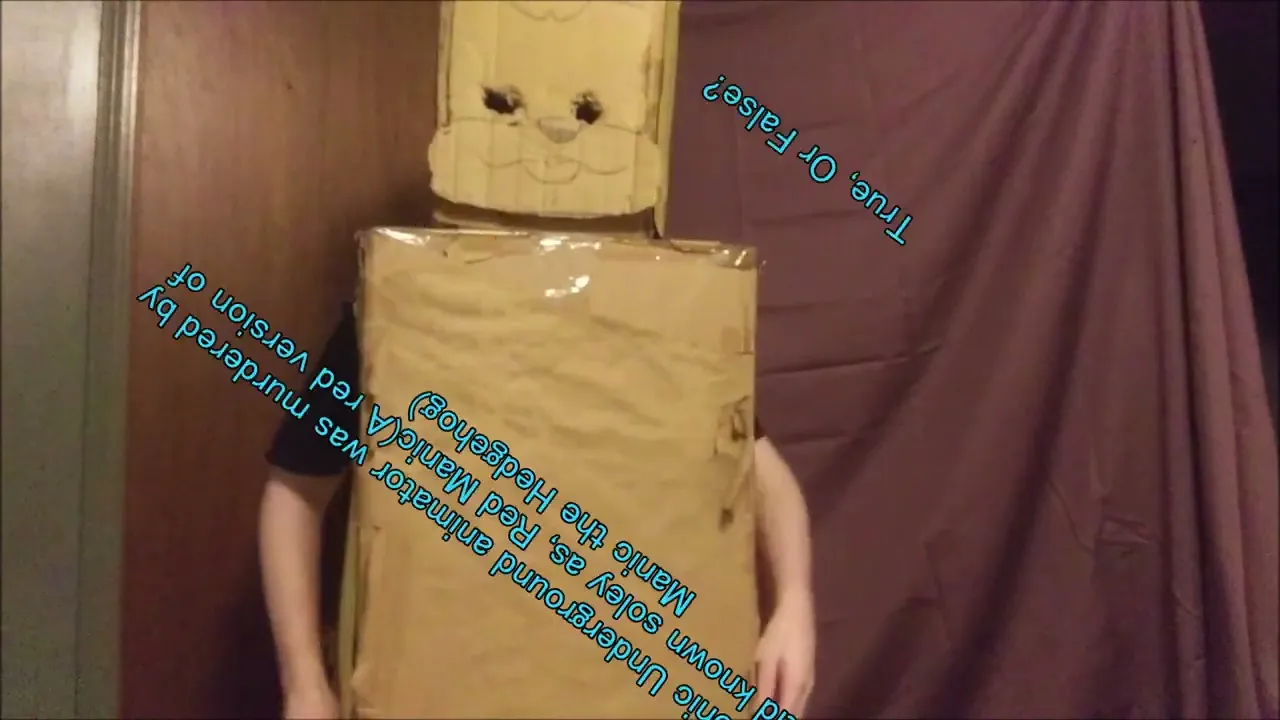 onic Underground animator was murdered by
known soley as, Red Manic(A red version of
Manic the Hedgehog)
True, Or False?